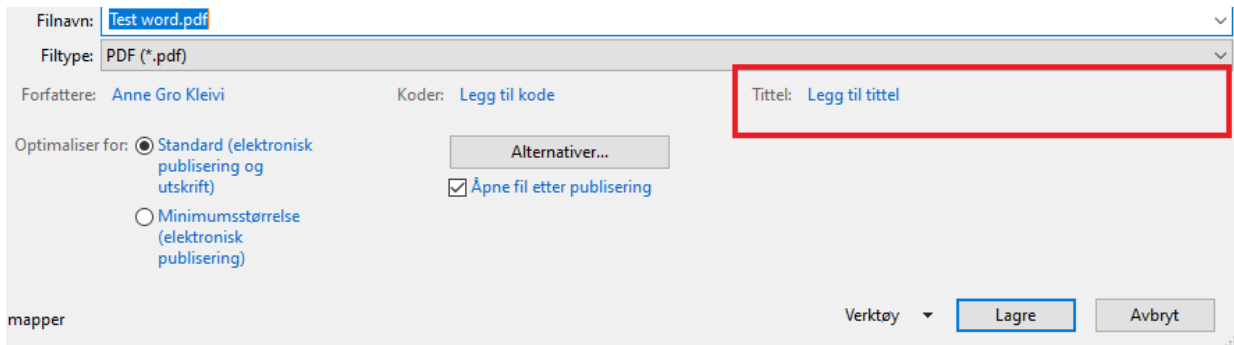 Filnavn: Test word.pdf
Filtype: PDF (*.pdf)
Forfattere: Anne Gro Kleivi Koder: Legg til kode Tittel: Legg til tittel
Optimaliser for: Standard (elektronisk
publisering og
utskrift)
Minimumsstørrelse
(elektronisk
publisering)
Alternativer...
Åpne fil etter publisering
mapper Verktøy Lagre Avbryt